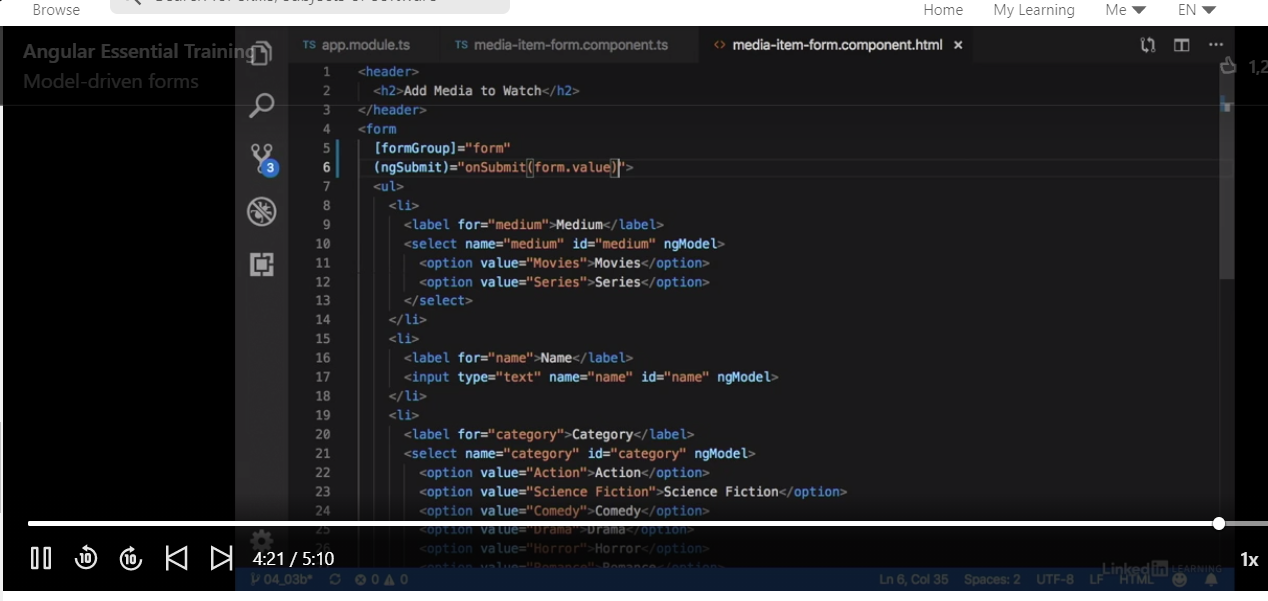 Browse
Home My Learning Me EN
Angular Essential Training
Model-driven forms
TS app.module.ts TS media-item-form.component.ts <> media-item-form.component.html × ...
1,2
1 <header>
2 <h2>Add Media to Watch</h2>
3 </header>
4 <form
5 [formGroup]="form"
6 (ngSubmit)="onSubmit(form.value)">
7 <ul>
8 <li>
9 <label for="medium">Medium</label>
10 <select name="medium" id="medium" ngModel>
11 <option value="Movies">Movies</option>
12 <option value="Series">Series</option>
13 </select>
14 </li>
15 <li>
16 <label for="name">Name</label>
17 <input type="text" name="name" id="name" ngModel>
18 </li>
19 <li>
20 <label for="category">Category</label>
21 <select name="category" id="category" ngModel>
22 <option value="Action">Action</option>
23 <option value="Science Fiction">Science Fiction</option>
24 <option value="Comedy">Comedy</option>
25 <option value="Drama">Drama</option>
26 <option value="Horror">Horror</option>
<option value="Romance">Romance</option>
3
10 10 4:21 / 5:10 1x
LinkedIn LEARNING
04_03b* 0 0 Ln 6, Col 35 Spaces: 2 UTF-8 LF HTML